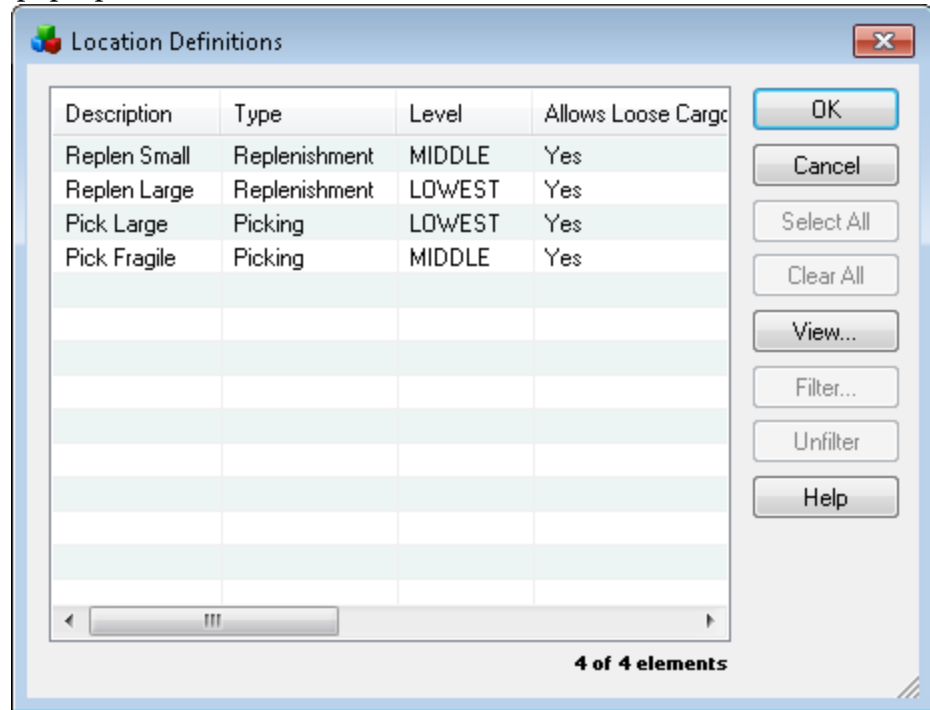 Location Definitions
Description Type Level Allows Loose Cargo
Replen Small Replenishment MIDDLE Yes
Replen Large Replenishment LOWEST Yes
Pick Large Picking LOWEST Yes
Pick Fragile Picking MIDDLE Yes
4 of 4 elements
OK
Cancel
Select All
Clear All
View...
Filter...
Unfilter
Help